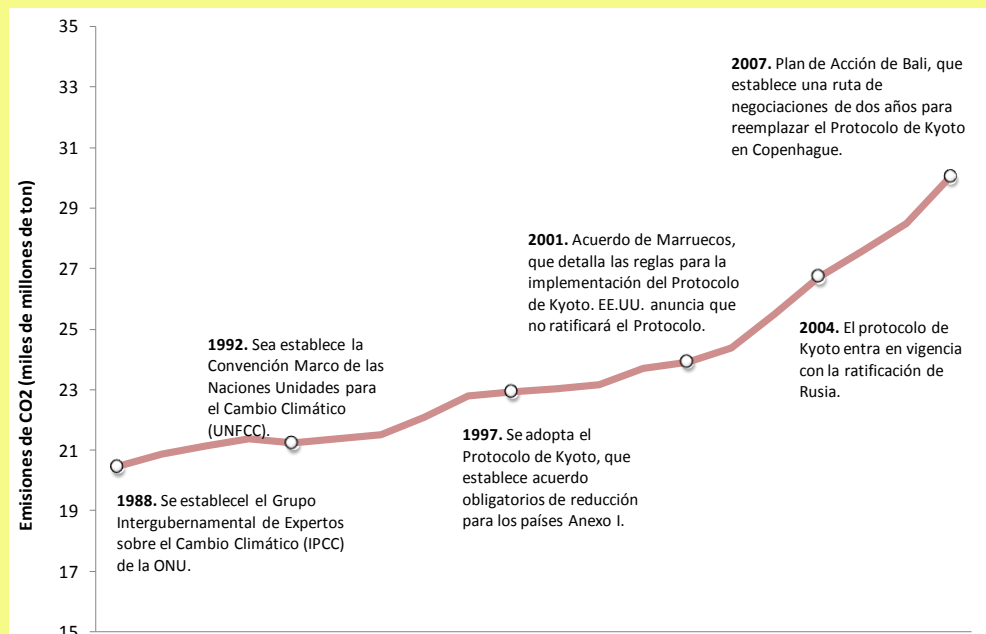 Emisiones de CO2 (miles de millones de ton)
35
33
31
29
27
25
23
21
19
17
15
1988. Se establecel el Grupo
Intergubernamental de Expertos
sobre el Cambio Climático (IPCC)
de la ONU.
1992. Sea establece la
Convención Marco de las
Naciones Unidades para
el Cambio Climático
(UNFCC).
1997. Se adopta el
Protocolo de Kyoto, que
establece acuerdo
obligatorios de reducción
para los países Anexo I.
2001. Acuerdo de Marruecos,
que detalla las reglas para la
implementación del Protocolo
de Kyoto. EE.UU. anuncia que
no ratificará el Protocolo.
2004. El protocolo de
Kyoto entra en vigencia
con la ratificación de
Rusia.
2007. Plan de Acción de Bali, que
establece una ruta de
negociaciones de dos años para
reemplazar el Protocolo de Kyoto
en Copenhague.